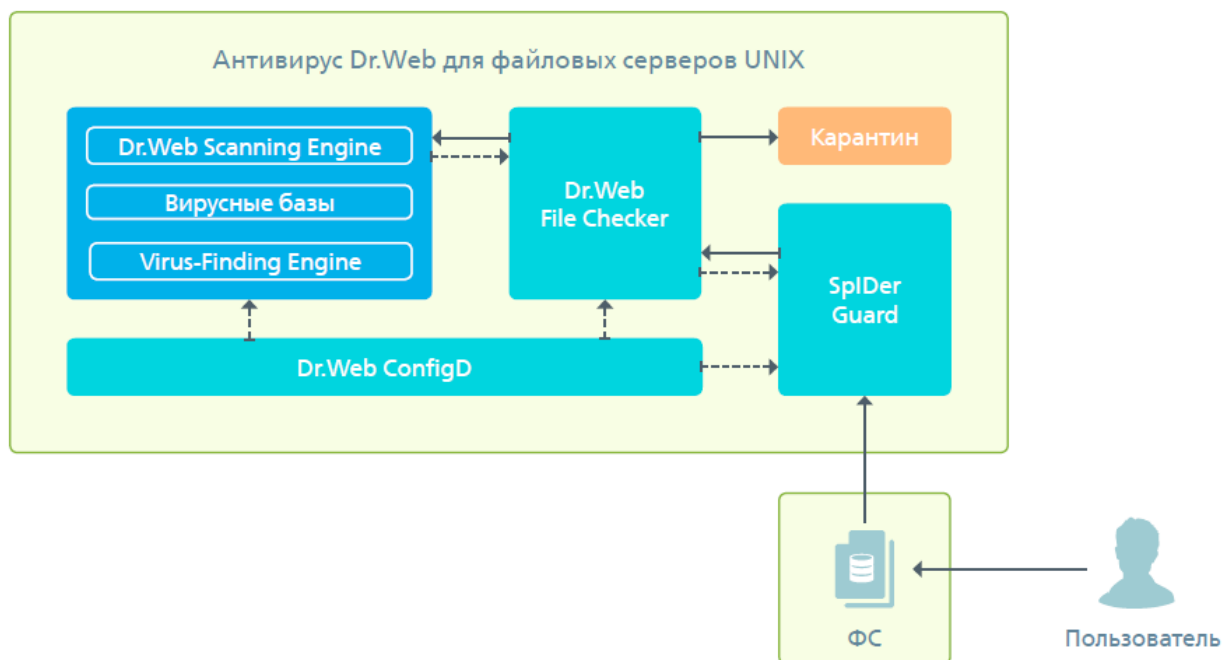 Антивирус Dr.Web для файловых серверов UNIX
Dr.Web Scanning Engine
Вирусные базы
Virus-Finding Engine
Dr.Web
File Checker
Карантин
SpIDer
Guard
Dr.Web ConfigD
ФС
Пользователь